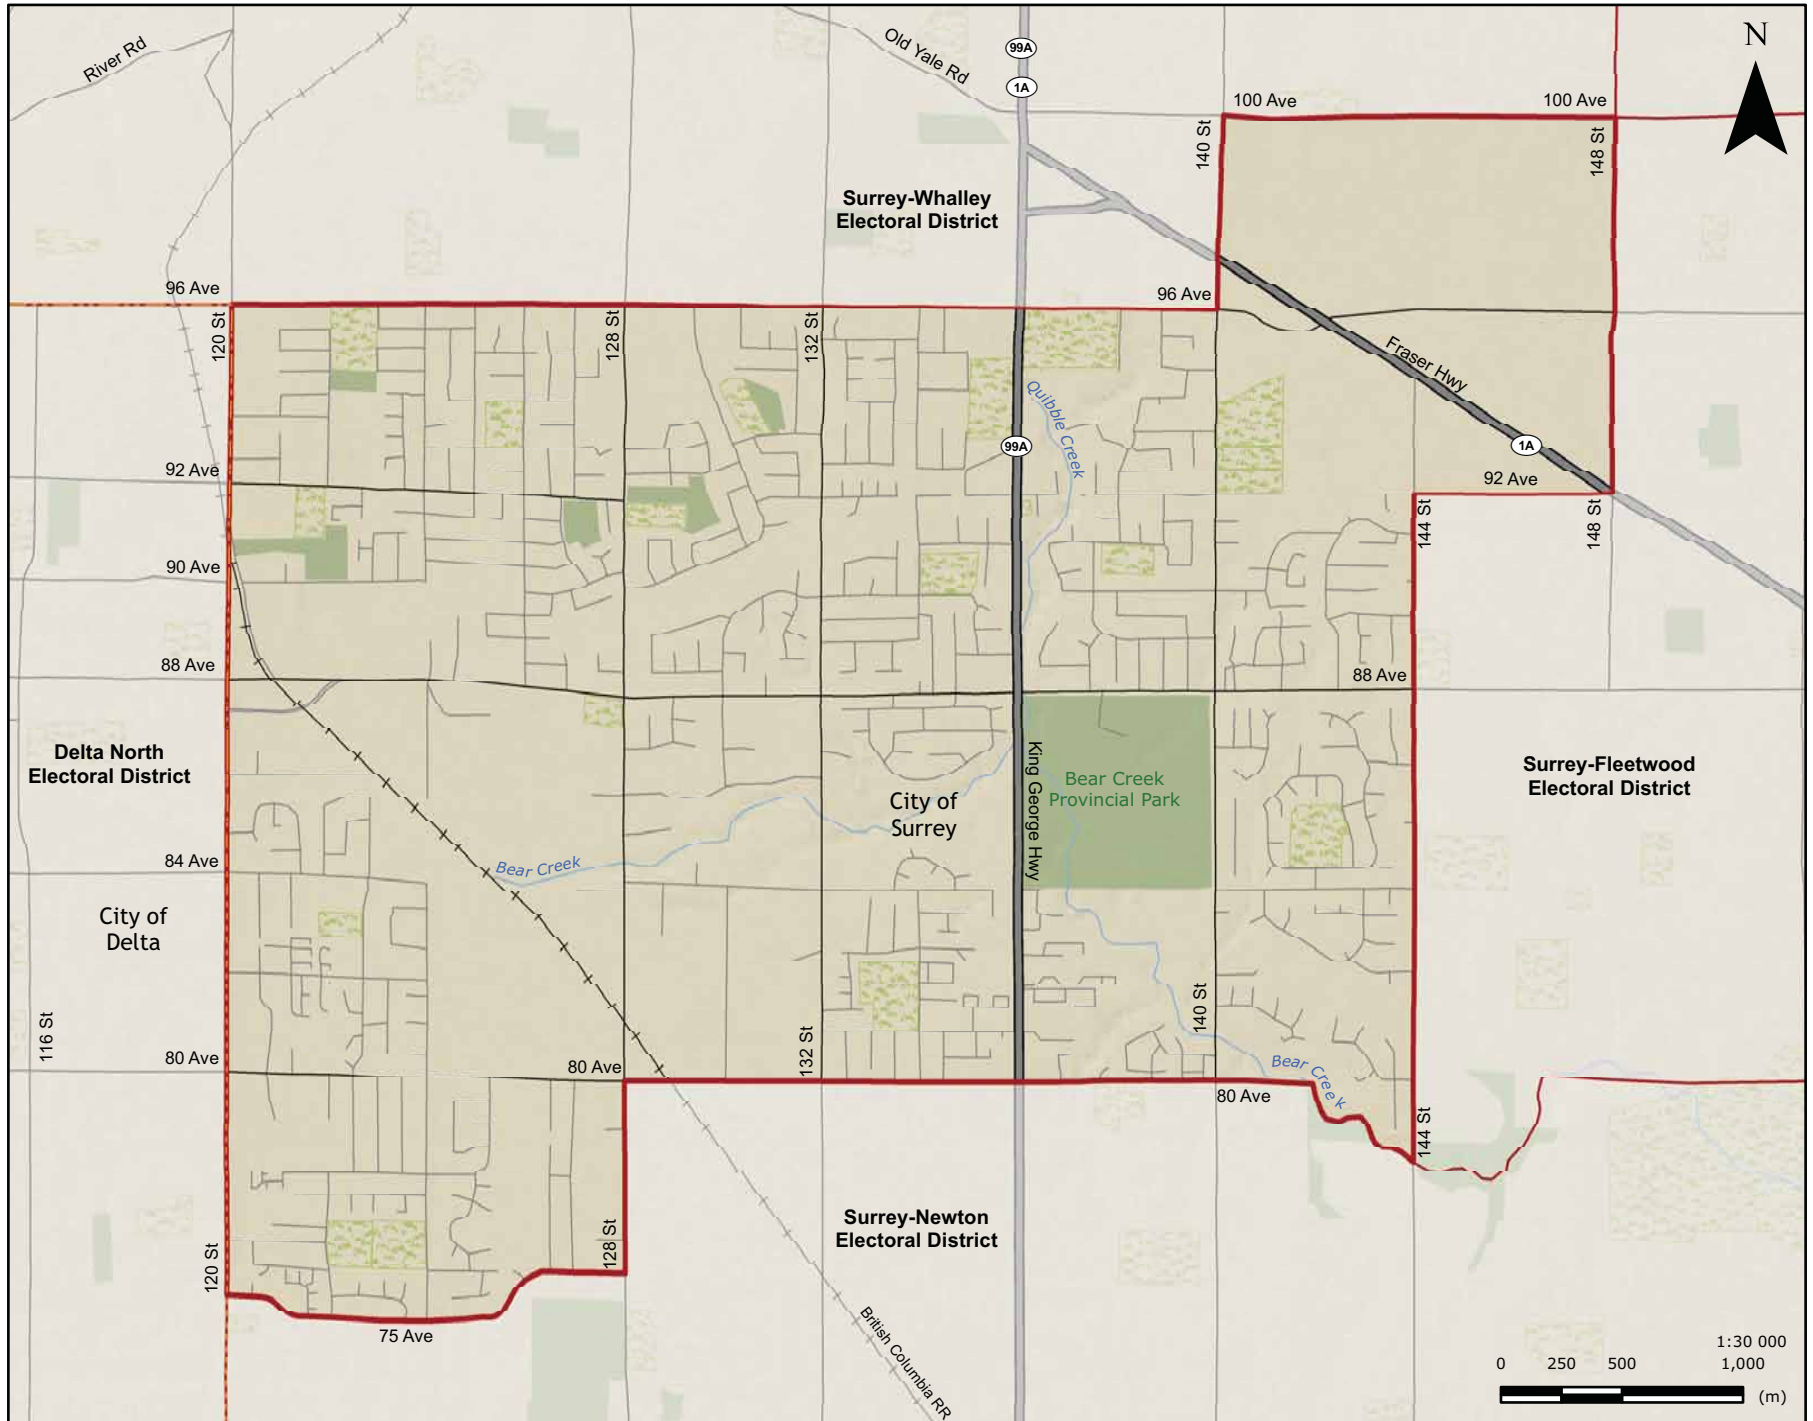 River Rd
Old Yale Rd
99A
1A
N
100 Ave
100 Ave
140 St
148 St
Surrey-Whalley
Electoral District
96 Ave
96 Ave
120 St
128 St
132 St
Fraser Hwy
Quibble Creek
99A
1A
92 Ave
92 Ave
144 St
148 St
90 Ave
88 Ave
88 Ave
Delta North
Electoral District
King George Hwy
Bear Creek
Provincial Park
Surrey-Fleetwood
Electoral District
City of
Surrey
84 Ave
Bear Creek
City of
Delta
116 St
132 St
140 St
80 Ave
80 Ave
Bear Creek
80 Ave
144 St
Surrey-Newton
Electoral District
120 St
128 St
75 Ave
British Columbia RR
1:30 000
0 250 500 1,000
(m)